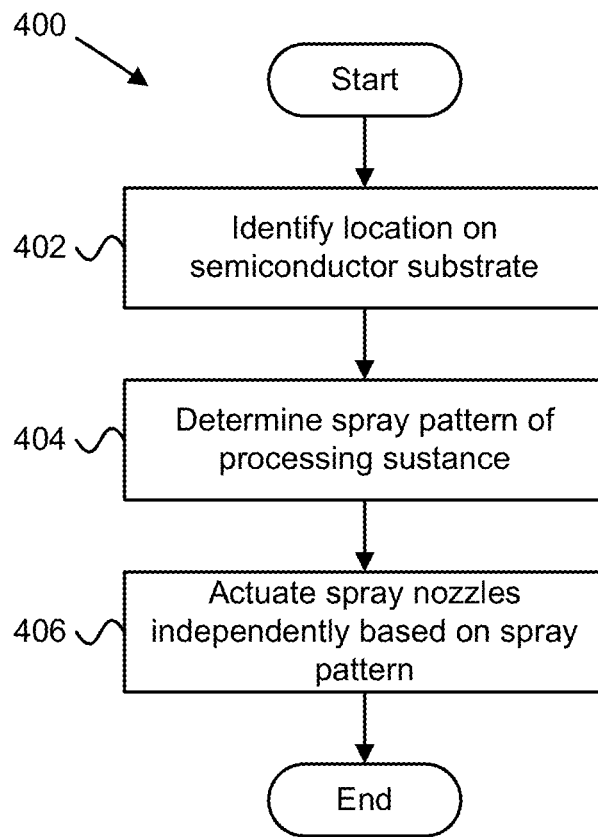 400
Start
402
Identify location on
semiconductor substrate
404
Determine spray pattern of
processing sustance
406
Actuate spray nozzles
independently based on spray
pattern
End